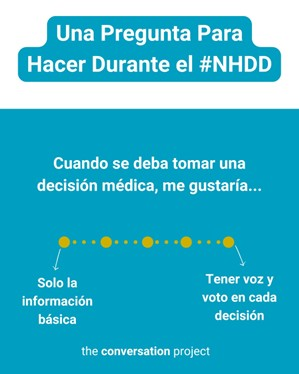 Una Pregunta Para
Hacer Durante el #NHDD
Cuando se deba tomar una
decisión médica, me gustaría...
Solo la
información
básica
Tener voz y
voto en cada
decisión
the conversation project